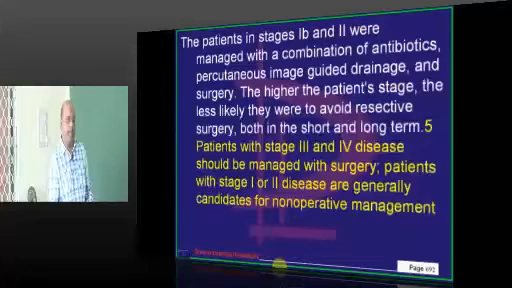 The patients in stages Ib and II were
managed with a combination of antibiotics,
percutaneous image guided drainage, and
surgery. The higher the patient's stage, the
less likely they were to avoid resective
surgery, both in the short and long term.5
Patients with stage III and IV disease
should be managed with surgery; patients
with stage I or II disease are generally
candidates for nonoperative management
Page 692